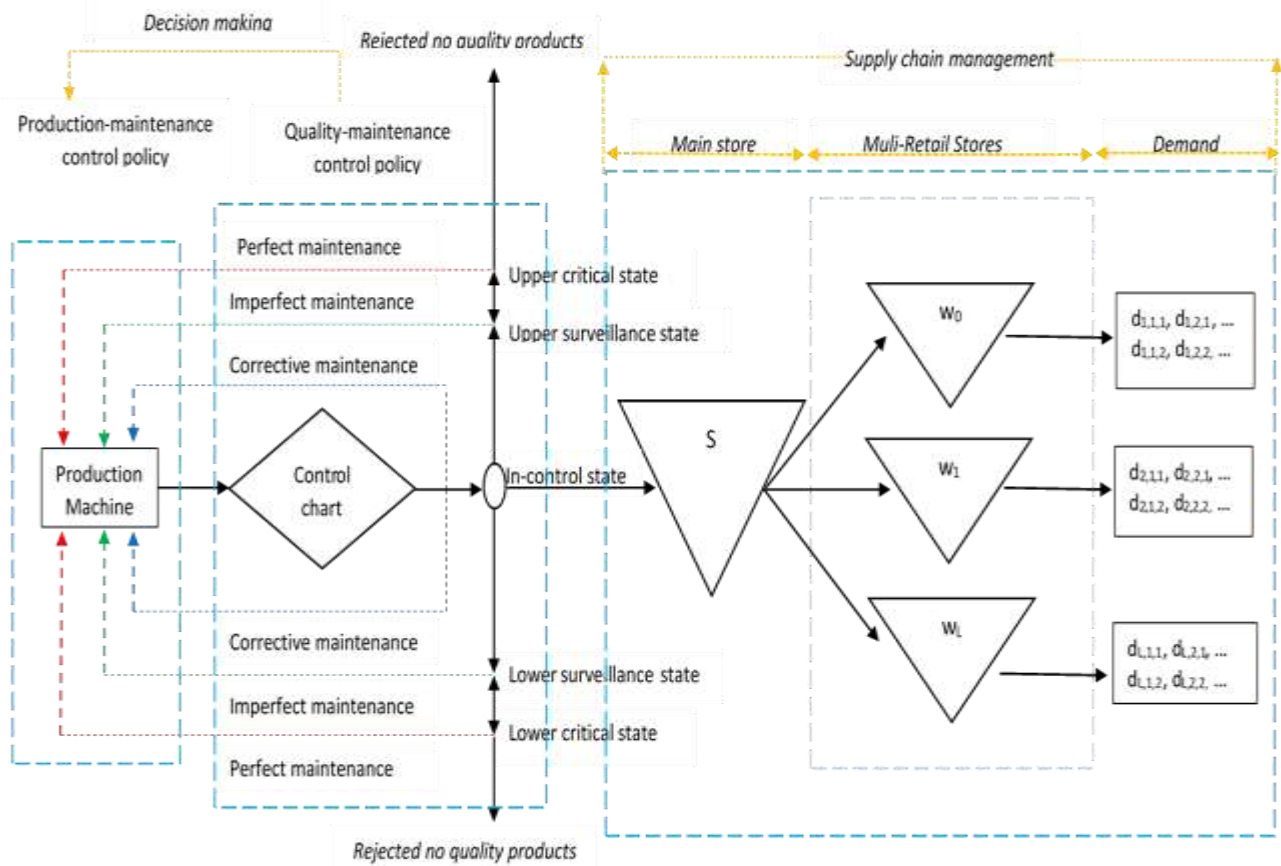 Decision making
Rejected no quality products
Supply chain management
Production-maintenance
control policy
Quality-maintenance
control policy
Main store
Muli-Retail Stores
Demand
Perfect maintenance
Upper critical state
Imperfect maintenance
Upper surveillance state
Corrective maintenance
W0
d1,1,1, d1,2,1, ...
d1,1,2, d1,2,2, ...
S
Production
Machine
Control
chart
In-control state
W1
d2,1,1, d2,2,1, ...
d2,1,2, d2,2,2, ...
Corrective maintenance
WL
dL,1,1, dL,2,1, ...
dL,1,2, dL,2,2, ...
Lower surveillance state
Imperfect maintenance
Lower critical state
Perfect maintenance
Rejected no quality products